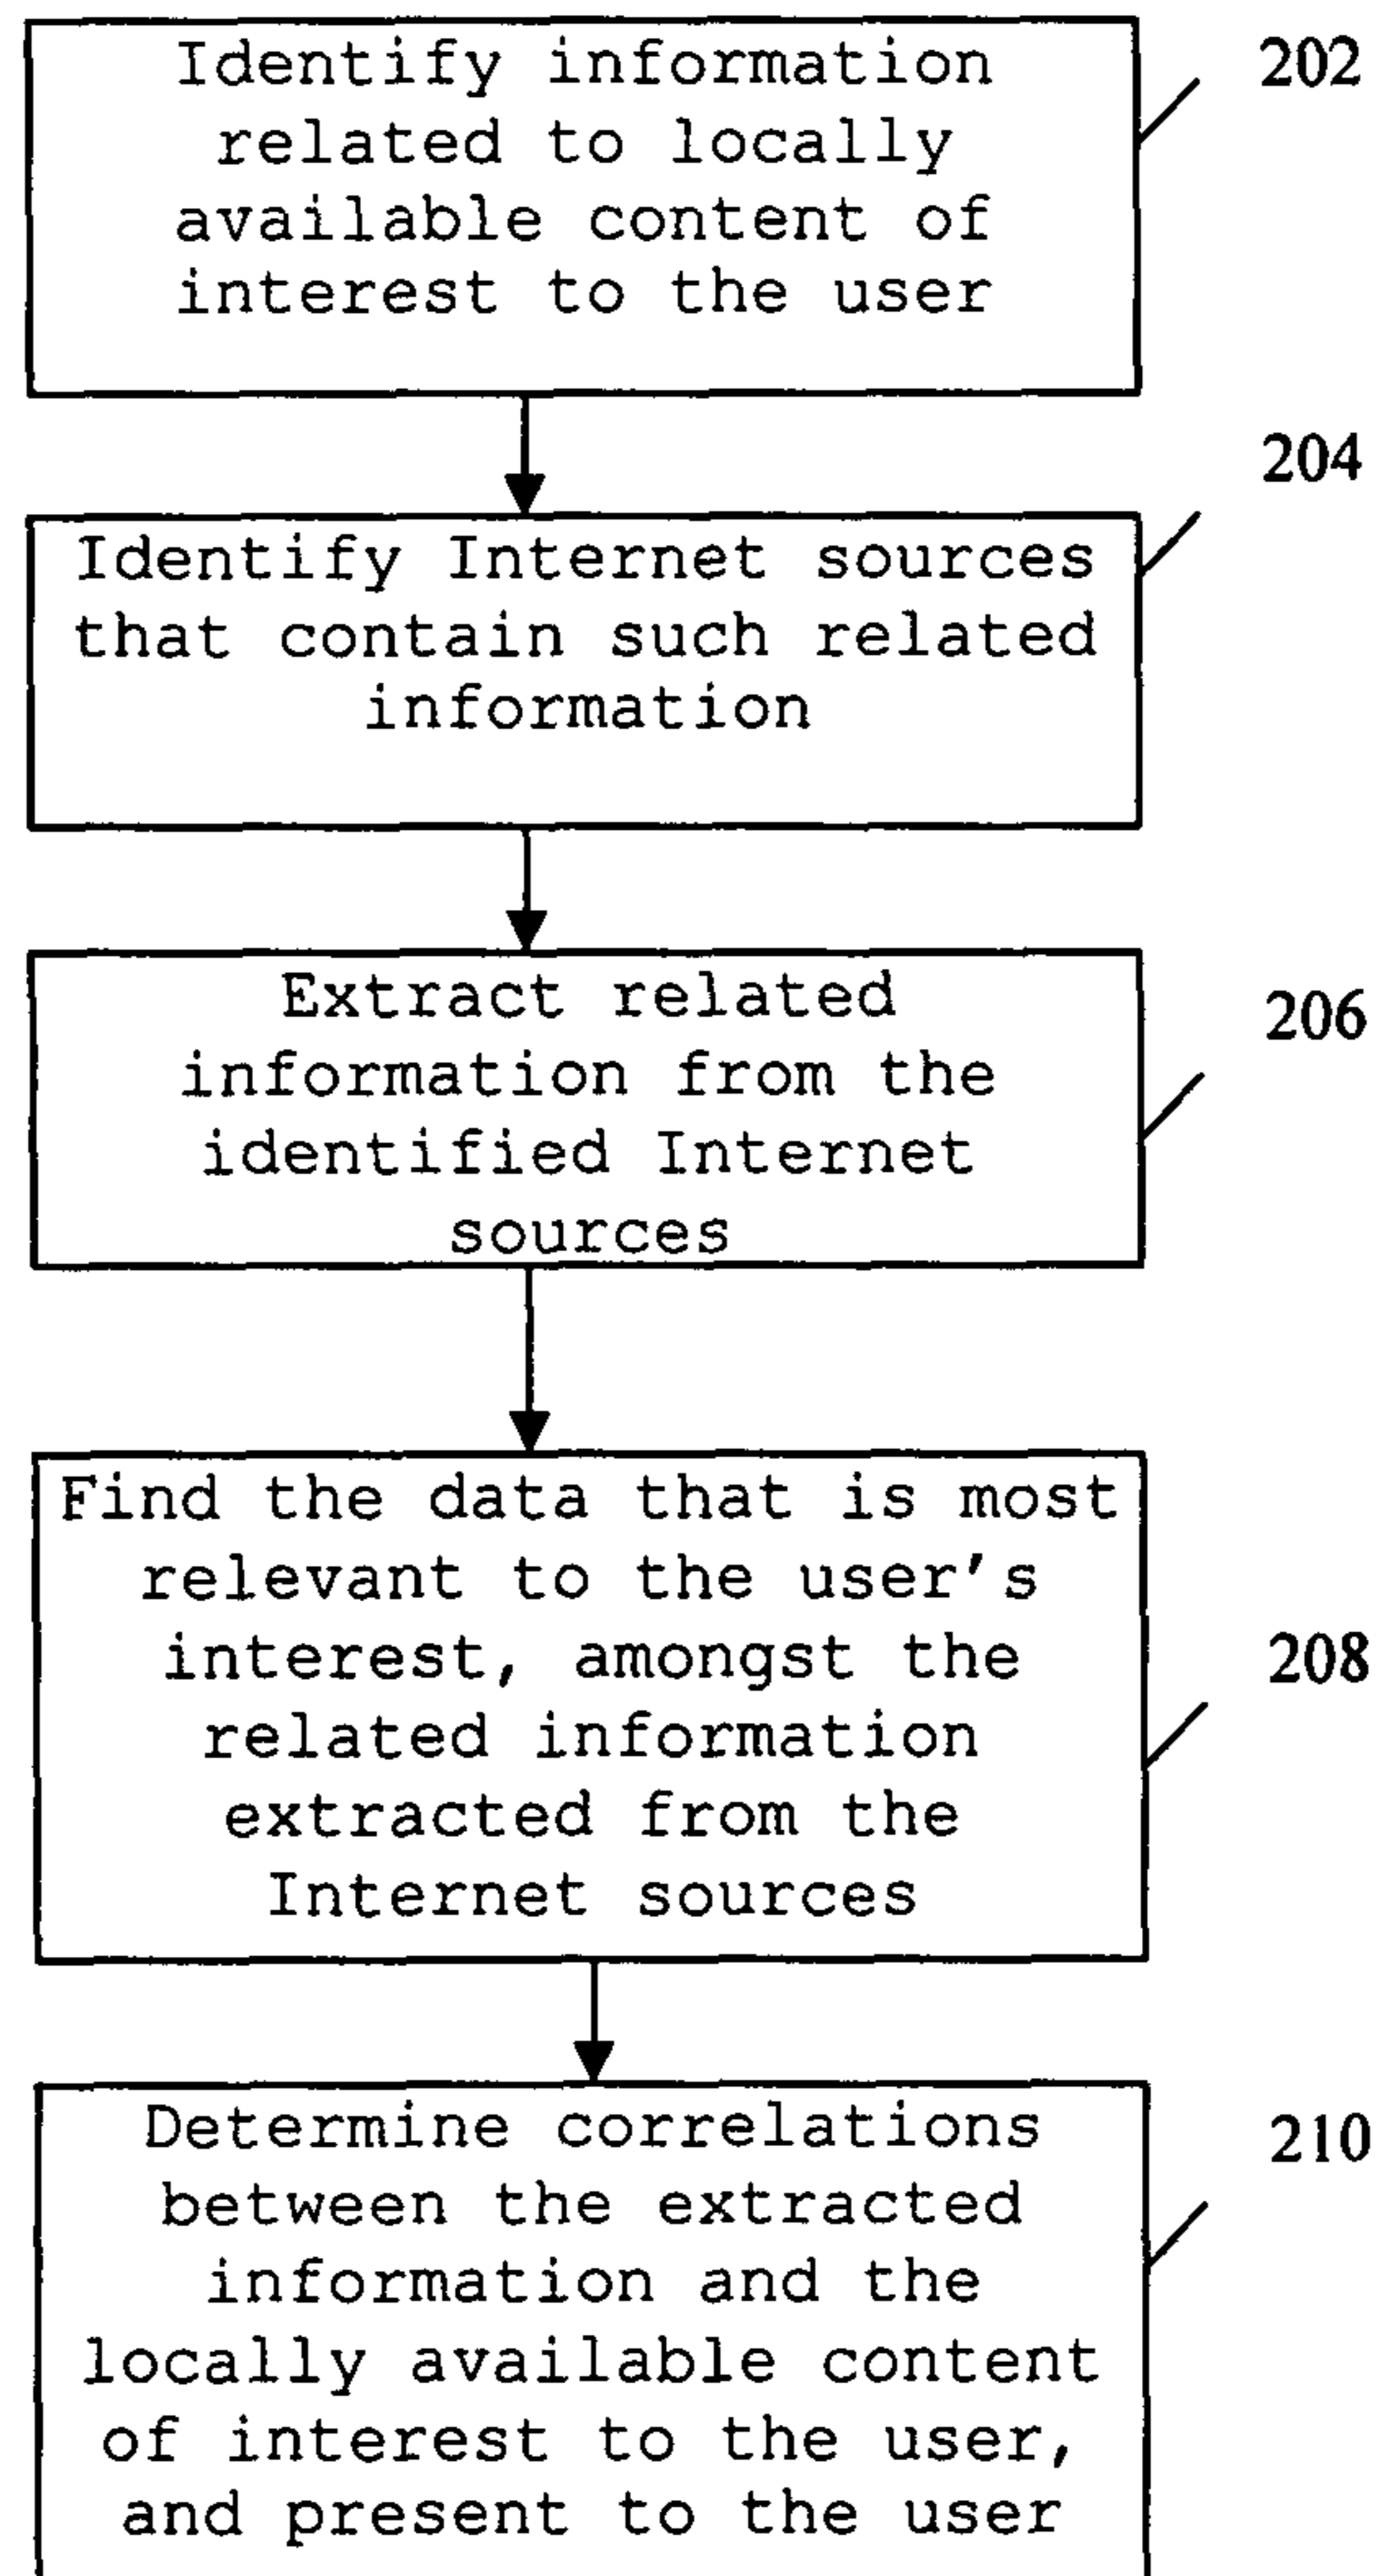 Identify information
related to locally
available content of
interest to the user
202
Identify Internet sources
that contain such related
information
204
Extract related
information from the
identified Internet
sources
206
Find the data that is most
relevant to the user's
interest, amongst the
related information
extracted from the
Internet sources
208
Determine correlations
between the extracted
information and the
locally available content
of interest to the user,
and present to the user
210